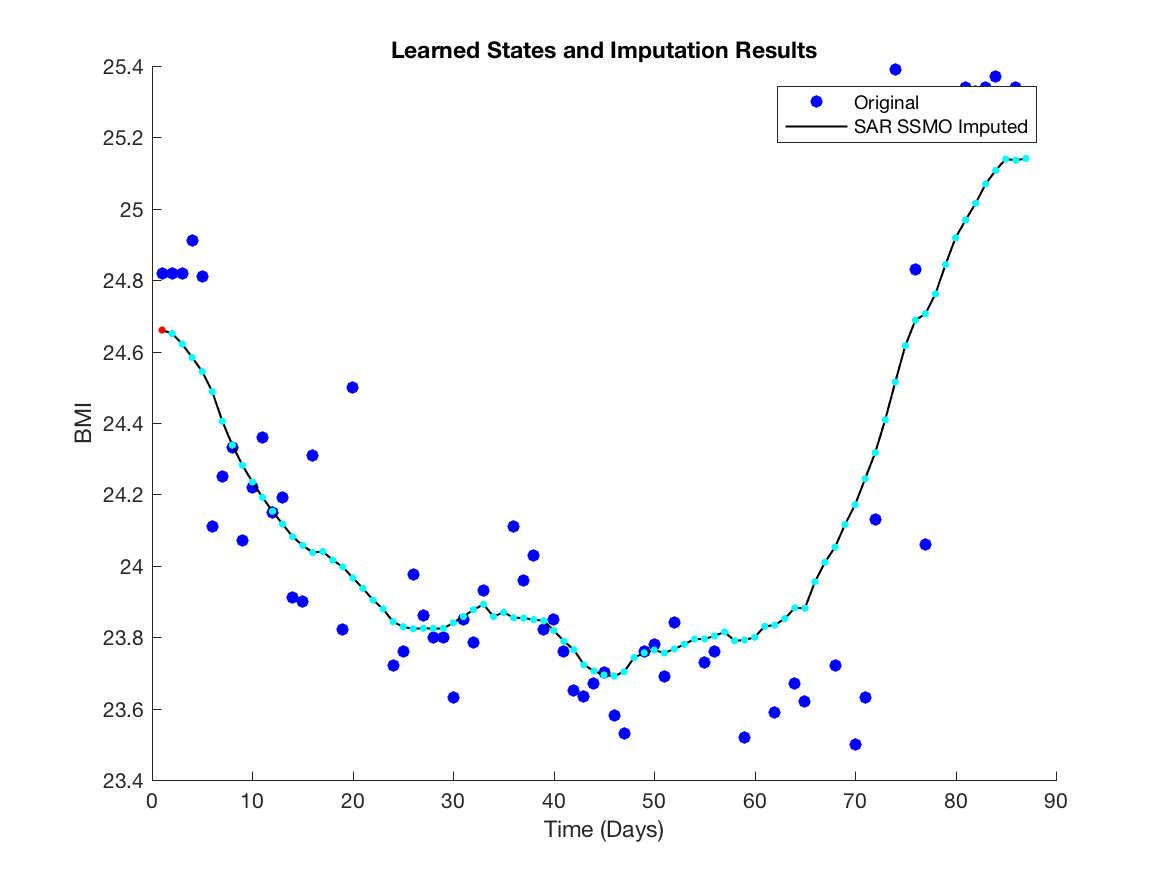 Learned States and Imputation Results
25.4
25.2
25
24.8
24.6
24.4
24.2
24
23.8
23.6
23.4
BMI
Original
SAR SSMO Imputed
0 10 20 30 40 50 60 70 80 90
Time (Days)